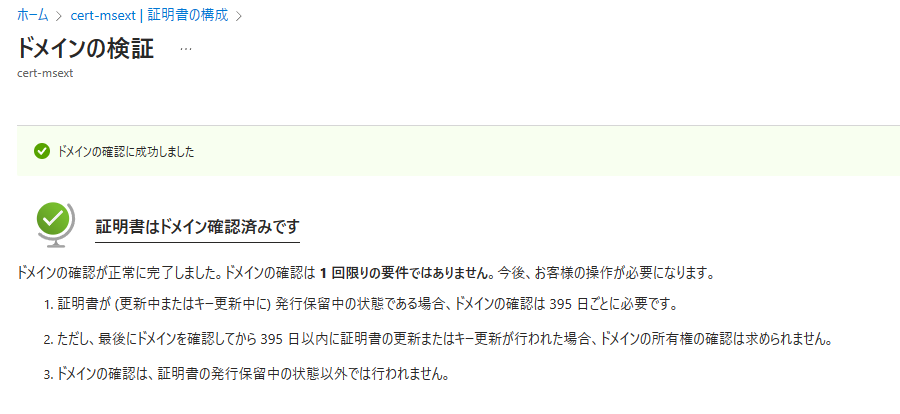 ホーム > cert-msext | 証明書の構成 >
ドメインの検証 …
cert-msext
ドメインの確認に成功しました
証明書はドメイン確認済みです
ドメインの確認が正常に完了しました。ドメインの確認は 1 回限りの要件ではありません。今後、お客様の操作が必要になります。
1. 証明書が (更新中またはキー更新中に) 発行保留中の状態である場合、ドメインの確認は 395 日ごとに必要です。
2. ただし、最後にドメインを確認してから 395 日以内に証明書の更新またはキー更新が行われた場合、ドメインの所有権の確認は求められません。
3. ドメインの確認は、証明書の発行保留中の状態以外では行われません。